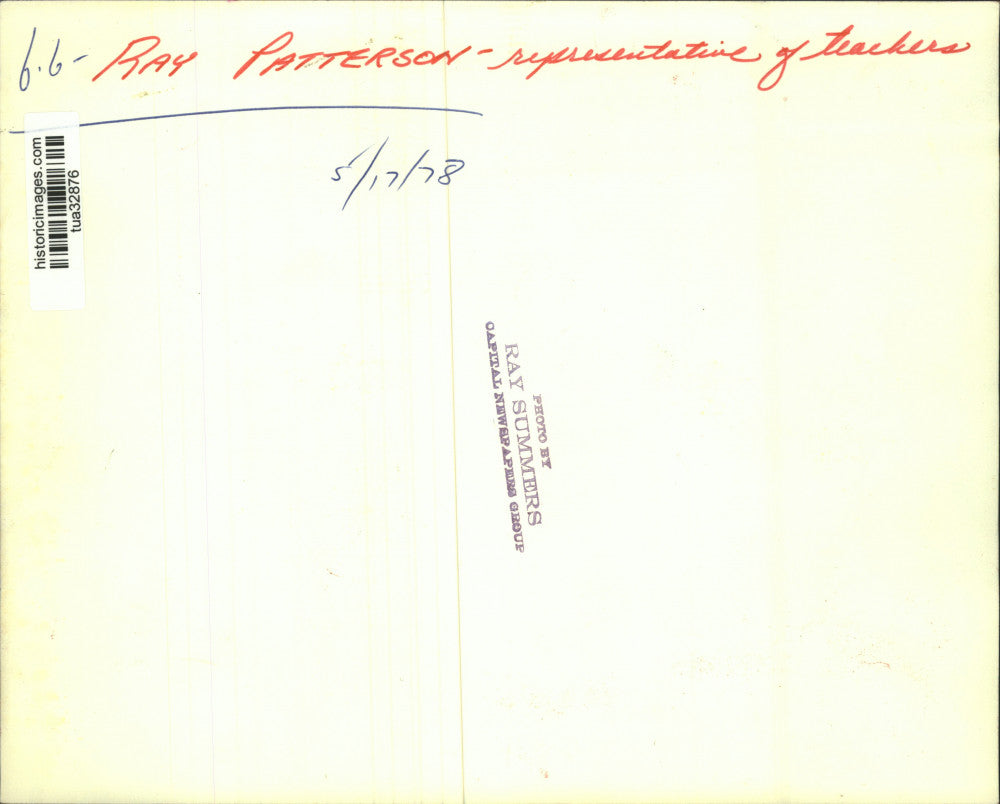 6.6- RAY PATTERSON - representative of teachers
5/17/78
historicimages.com
tua32876
PHOTO BY
RAY SUMMERS
CAPITAL NEWSPAPERS GROUP